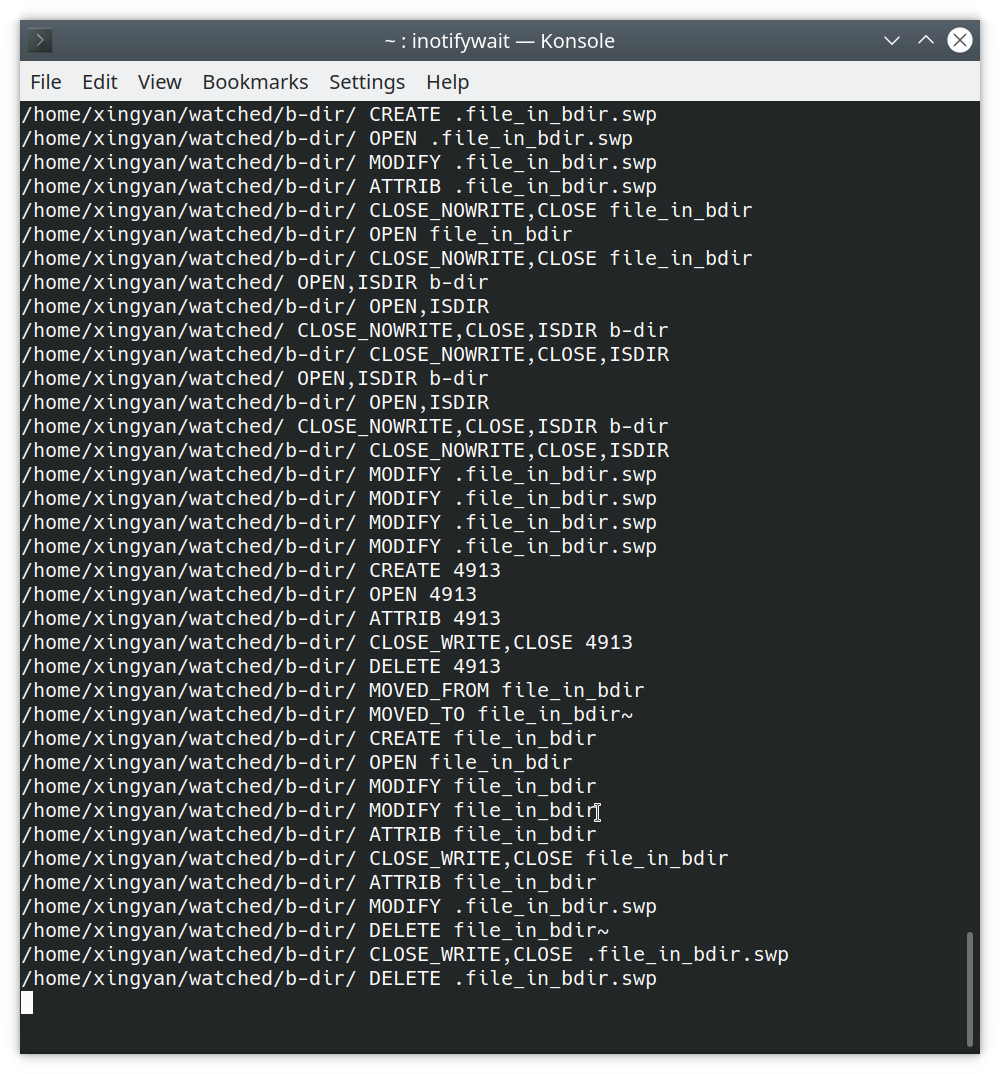 ~ : inotifywait — Konsole
File Edit View Bookmarks Settings Help
/home/xingyan/watched/b-dir/ CREATE .file_in_bdir.swp
/home/xingyan/watched/b-dir/ OPEN .file_in_bdir.swp
/home/xingyan/watched/b-dir/ MODIFY .file_in_bdir.swp
/home/xingyan/watched/b-dir/ ATTRIB .file_in_bdir.swp
/home/xingyan/watched/b-dir/ CLOSE_NOWRITE,CLOSE file_in_bdir
/home/xingyan/watched/b-dir/ OPEN file_in_bdir
/home/xingyan/watched/b-dir/ CLOSE_NOWRITE,CLOSE file_in_bdir
/home/xingyan/watched/ OPEN,ISDIR b-dir
/home/xingyan/watched/b-dir/ OPEN,ISDIR
/home/xingyan/watched/ CLOSE_NOWRITE,CLOSE,ISDIR b-dir
/home/xingyan/watched/b-dir/ CLOSE_NOWRITE,CLOSE,ISDIR
/home/xingyan/watched/ OPEN,ISDIR b-dir
/home/xingyan/watched/b-dir/ OPEN,ISDIR
/home/xingyan/watched/ CLOSE_NOWRITE,CLOSE,ISDIR b-dir
/home/xingyan/watched/b-dir/ CLOSE_NOWRITE,CLOSE,ISDIR
/home/xingyan/watched/b-dir/ MODIFY .file_in_bdir.swp
/home/xingyan/watched/b-dir/ MODIFY .file_in_bdir.swp
/home/xingyan/watched/b-dir/ MODIFY .file_in_bdir.swp
/home/xingyan/watched/b-dir/ MODIFY .file_in_bdir.swp
/home/xingyan/watched/b-dir/ CREATE 4913
/home/xingyan/watched/b-dir/ OPEN 4913
/home/xingyan/watched/b-dir/ ATTRIB 4913
/home/xingyan/watched/b-dir/ CLOSE_WRITE,CLOSE 4913
/home/xingyan/watched/b-dir/ DELETE 4913
/home/xingyan/watched/b-dir/ MOVED_FROM file_in_bdir
/home/xingyan/watched/b-dir/ MOVED_TO file_in_bdir~
/home/xingyan/watched/b-dir/ CREATE file_in_bdir
/home/xingyan/watched/b-dir/ OPEN file_in_bdir
/home/xingyan/watched/b-dir/ MODIFY file_in_bdir
/home/xingyan/watched/b-dir/ MODIFY file_in_bdir
/home/xingyan/watched/b-dir/ ATTRIB file_in_bdir
/home/xingyan/watched/b-dir/ CLOSE_WRITE,CLOSE file_in_bdir
/home/xingyan/watched/b-dir/ ATTRIB file_in_bdir
/home/xingyan/watched/b-dir/ MODIFY .file_in_bdir.swp
/home/xingyan/watched/b-dir/ DELETE file_in_bdir~
/home/xingyan/watched/b-dir/ CLOSE_WRITE,CLOSE .file_in_bdir.swp
/home/xingyan/watched/b-dir/ DELETE .file_in_bdir.swp